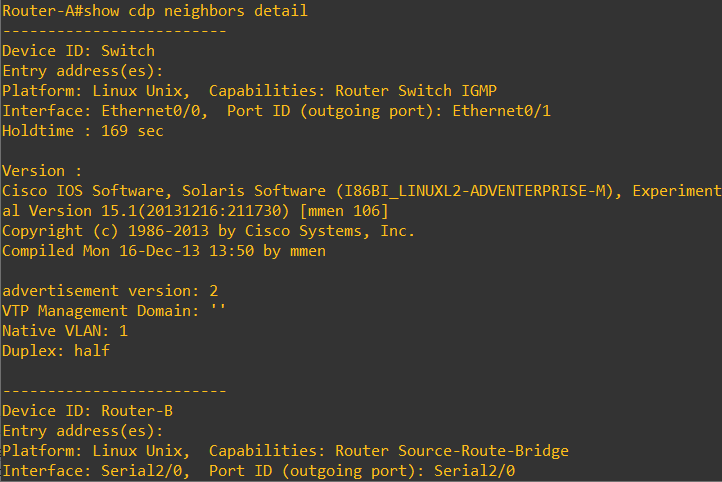 Router-A#show cdp neighbors detail
-------------------------
Device ID: Switch
Entry address(es):
Platform: Linux Unix,  Capabilities: Router Switch IGMP
Interface: Ethernet0/0,  Port ID (outgoing port): Ethernet0/1
Holdtime : 169 sec

Version :
Cisco IOS Software, Solaris Software (I86BI_LINUXL2-ADVENTERPRISE-M), Experiment
al Version 15.1(20131216:211730) [mmen 106]
Copyright (c) 1986-2013 by Cisco Systems, Inc.
Compiled Mon 16-Dec-13 13:50 by mmen

advertisement version: 2
VTP Management Domain: ''
Native VLAN: 1
Duplex: half

-------------------------
Device ID: Router-B
Entry address(es):
Platform: Linux Unix,  Capabilities: Router Source-Route-Bridge
Interface: Serial2/0,  Port ID (outgoing port): Serial2/0